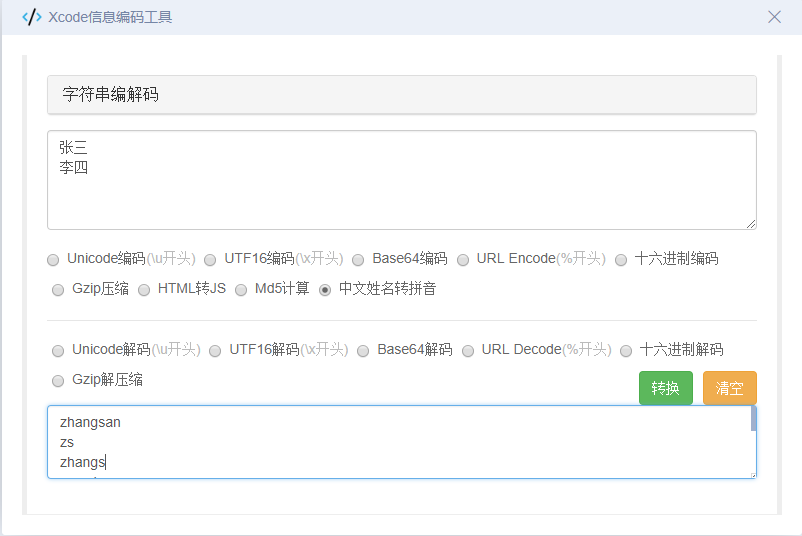 Xcode信息编码工具
字符串编解码
张三
李四
Unicode编码(\u开头) UTF16编码(\x开头) Base64编码 URL Encode(%开头) 十六进制编码
Gzip压缩 HTML转JS Md5计算 中文姓名转拼音
Unicode解码(\u开头) UTF16解码(\x开头) Base64解码 URL Decode(%开头) 十六进制解码
Gzip解压缩
转换 清空
zhangsan
zs
zhangs